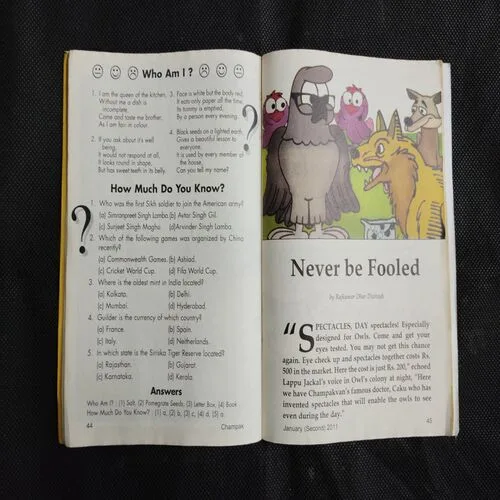 Who Am I ?
1. I am the queen of the kitchen,
Without me a dish is
incomplete.
Come and taste me brother,
As I am fair in colour.
2. If you ask about it's well
being,
It would not respond at all,
It looks round in shape,
But has sweet teeth in its belly.
3. Face is white but the body red,
It eats only paper all the time,
Its tummy is emptied,
By a person every evening.
4. Black seeds on a lighted earth,
Gives a beautiful lesson to
everyone.
It is used by every member of
the house,
Can you tell my name?
?
How Much Do You Know?
?
1. Who was the first Sikh soldier to join the American army?
(a) Simranpreet Singh Lamba. (b) Avtar Singh Gil.
(c) Surjeet Singh Magho. (d) Arvinder Singh Lamba.
2. Which of the following games was organized by China
recently?
(a) Commonwealth Games. (b) Asiad.
(c) Cricket World Cup. (d) Fifa World Cup.
3. Where is the oldest mint in India located?
(a) Kolkata. (b) Delhi.
(c) Mumbai. (d) Hyderabad.
4. Guilder is the currency of which country?
(a) France. (b) Spain.
(c) Italy. (d) Netherlands.
5. In which state is the Siriska Tiger Reserve located?
(a) Rajasthan. (b) Gujarat.
(c) Karnataka. (d) Kerala.
Answers
Who Am I? : (1) Salt, (2) Pomegrate Seeds, (3) Letter Box, (4) Book
How Much Do You Know? : (1) a, (2) b, (3) c, (4) d, (5) a.
44 Champak
Never be Fooled
by Rajkumar Dhar
"SPECTACLES, DAY spectacles! Especially
designed for Owls. Come and get your
eyes tested. You may not get this chance
again. Eye check up and spectacles together costs Rs.
500 in the market. Here the cost is just Rs. 200," echoed
Lappu Jackal's voice in Owl's colony at night, "Here
we have Champakvan's famous doctor, Caku who has
invented spectacles that will enable the owls to see
even during the day."
January (Second) 2011 45